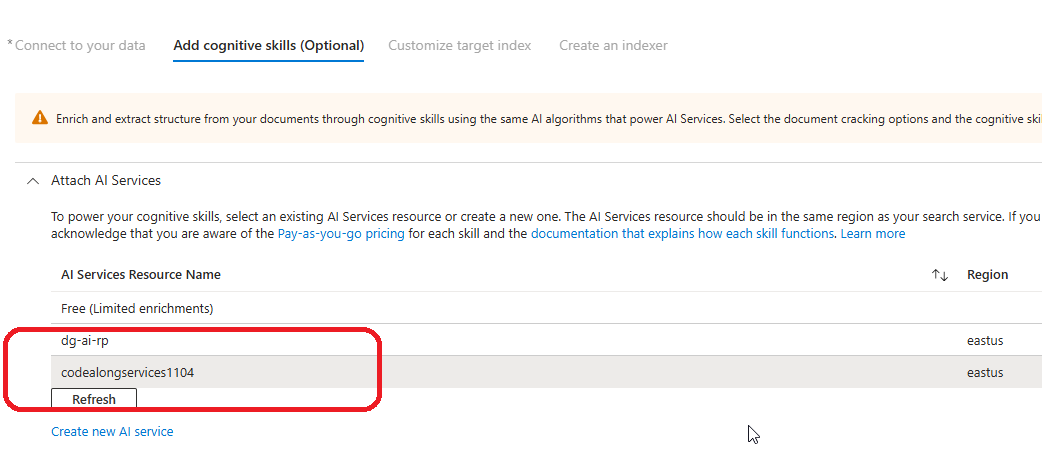 * Connect to your data Add cognitive skills (Optional) Customize target index Create an indexer
Enrich and extract structure from your documents through cognitive skills using the same AI algorithms that power AI Services. Select the document cracking options and the cognitive
Attach AI Services
To power your cognitive skills, select an existing AI Services resource or create a new one. The AI Services resource should be in the same region as your search service. If you
acknowledge that you are aware of the Pay-as-you-go pricing for each skill and the documentation that explains how each skill functions. Learn more
AI Services Resource Name ↑↓ Region
Free (Limited enrichments)
dg-ai-rp eastus
codealongservices1104 eastus
Refresh
Create new AI service